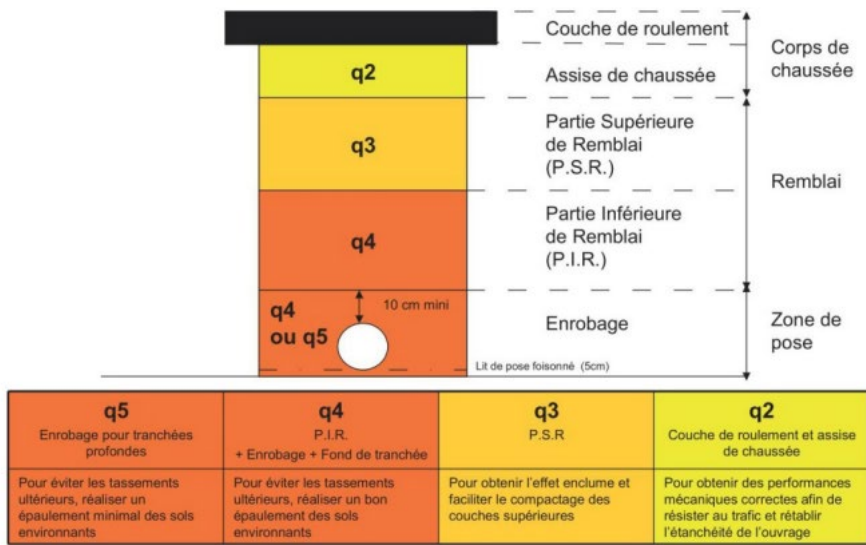 Couche de roulement
Corps
de chaussée
q2
Assise de chaussée
q3
Partie Supérieure
de Remblai
(P.S.R.)
Remblai
q4
Partie Inférieure
de Remblai
(P.I.R.)
q4
ou q5
10 cm mini
Enrobage
Zone de
pose
Lit de pose foisonné (5cm)
q5
Enrobage pour tranchées
profondes
q4
P.I.R.
+ Enrobage + Fond de tranchée
q3
P.S.R
q2
Couche de roulement et assise
de chaussée
Pour éviter les tassements
ultérieurs, réaliser un
épaulement minimal des sols
environnants
Pour éviter les tassements
ultérieurs, réaliser un bon
épaulement des sols
environnants
Pour obtenir l'effet enclume et
faciliter le compactage des
couches supérieures
Pour obtenir des performances
mécaniques correctes afin de
résister au trafic et rétablir
l'étanchéité de l'ouvrage